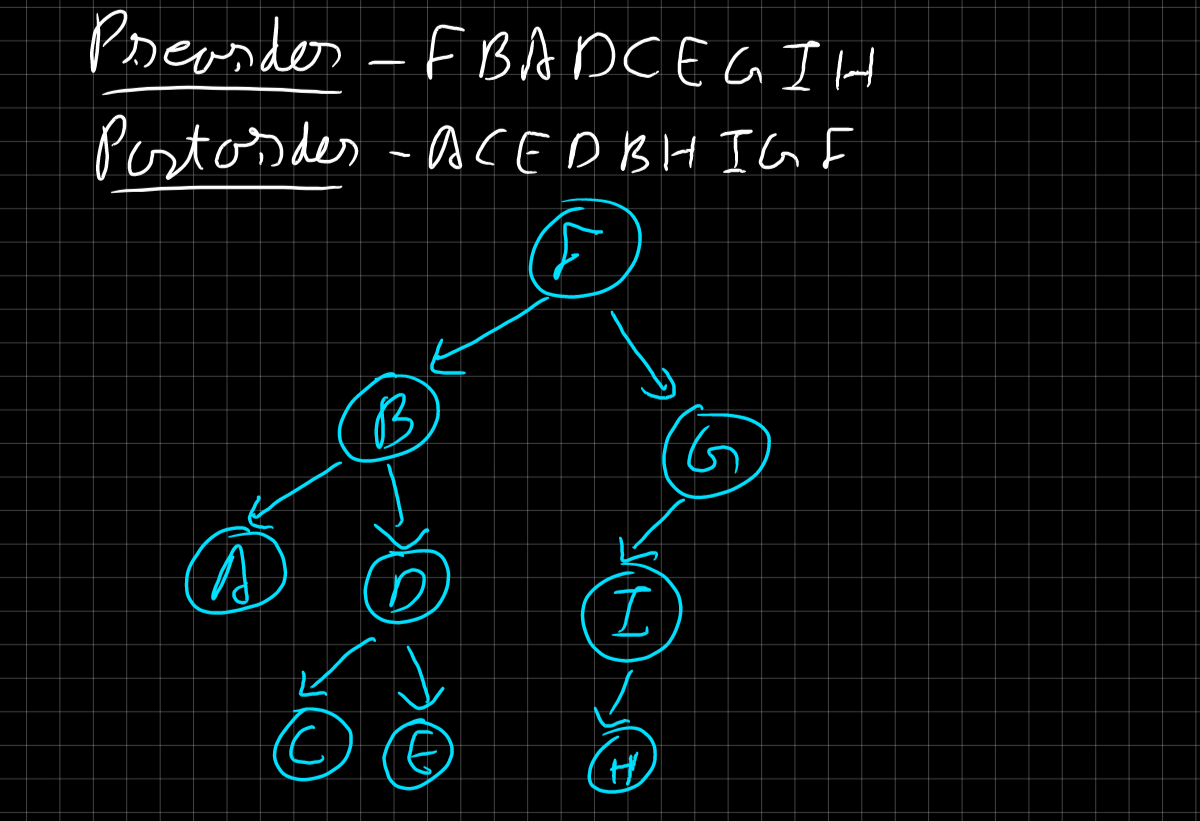 Preorder - F B A D C E G I H
Postorder - A C E D B H I G F
F
B
G
A
D
I
C
E
H